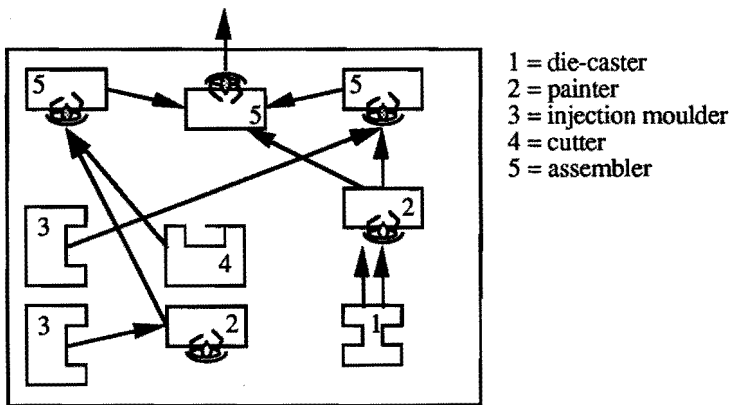 1 = die-caster
2 = painter
3 = injection moulder
4 = cutter
5 = assembler
5
5
5
2
3
4
3
2
1